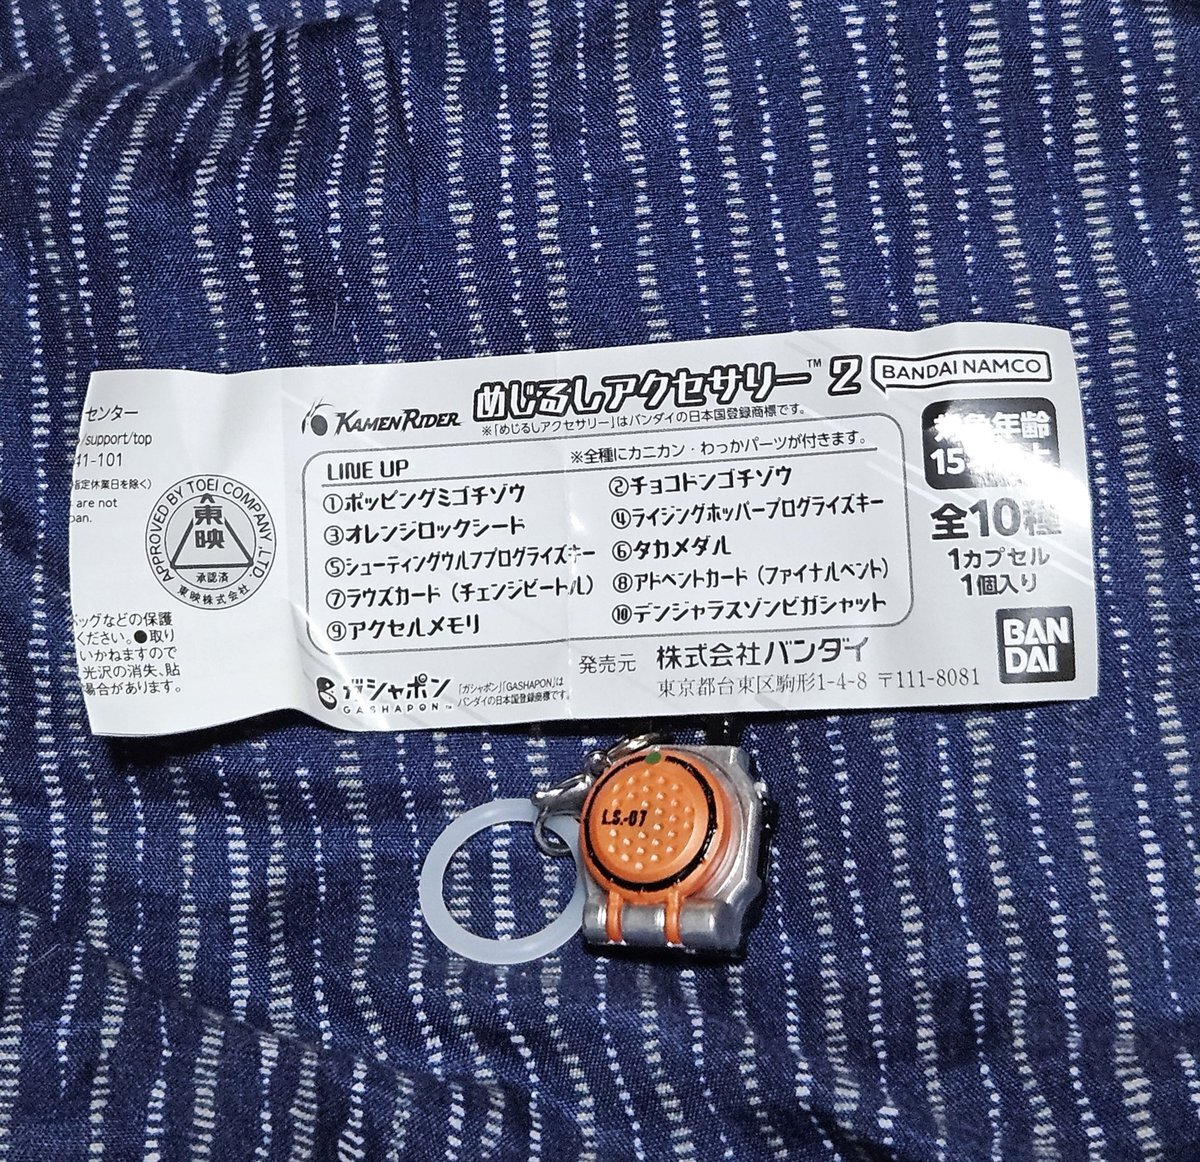 センター
/support/top
41-101
指定休業日を除く)
are not
pan.
APPROVED BY TOEI COMPANY, LTD.
東映
承認済
東映株式会社
バッグなどの保護
ください。●取り
いかねますので
光沢の消失、貼
場合があります。
KAMEN RIDER
めじるしアクセサリー™ 2
※「めじるしアクセサリー」はバンダイの日本国登録商標です。
BANDAI NAMCO
LINE UP
※全種にカニカン・わっかパーツが付きます。
①ポッピングミゴチゾウ
②チョコドンゴチゾウ
③オレンジロックシード
④ライジングホッパープログライズキー
⑤シューティングウルフプログライズキー
⑥タカメダル
⑦ラウズカード (チェンジビートル)
⑧アドベントカード (ファイナルベント)
⑨アクセルメモリ
⑩デンジャラスゾンビガシャット
対象年齢
15
全10種
1カプセル
1個入り
BAN
DAI
ガシャポン
GASHAPON™
「ガシャポン」「GASHAPON」は
バンダイの日本国登録商標です。
発売元 株式会社バンダイ
東京都台東区駒形1-4-8 〒111-8081
L.S.-07